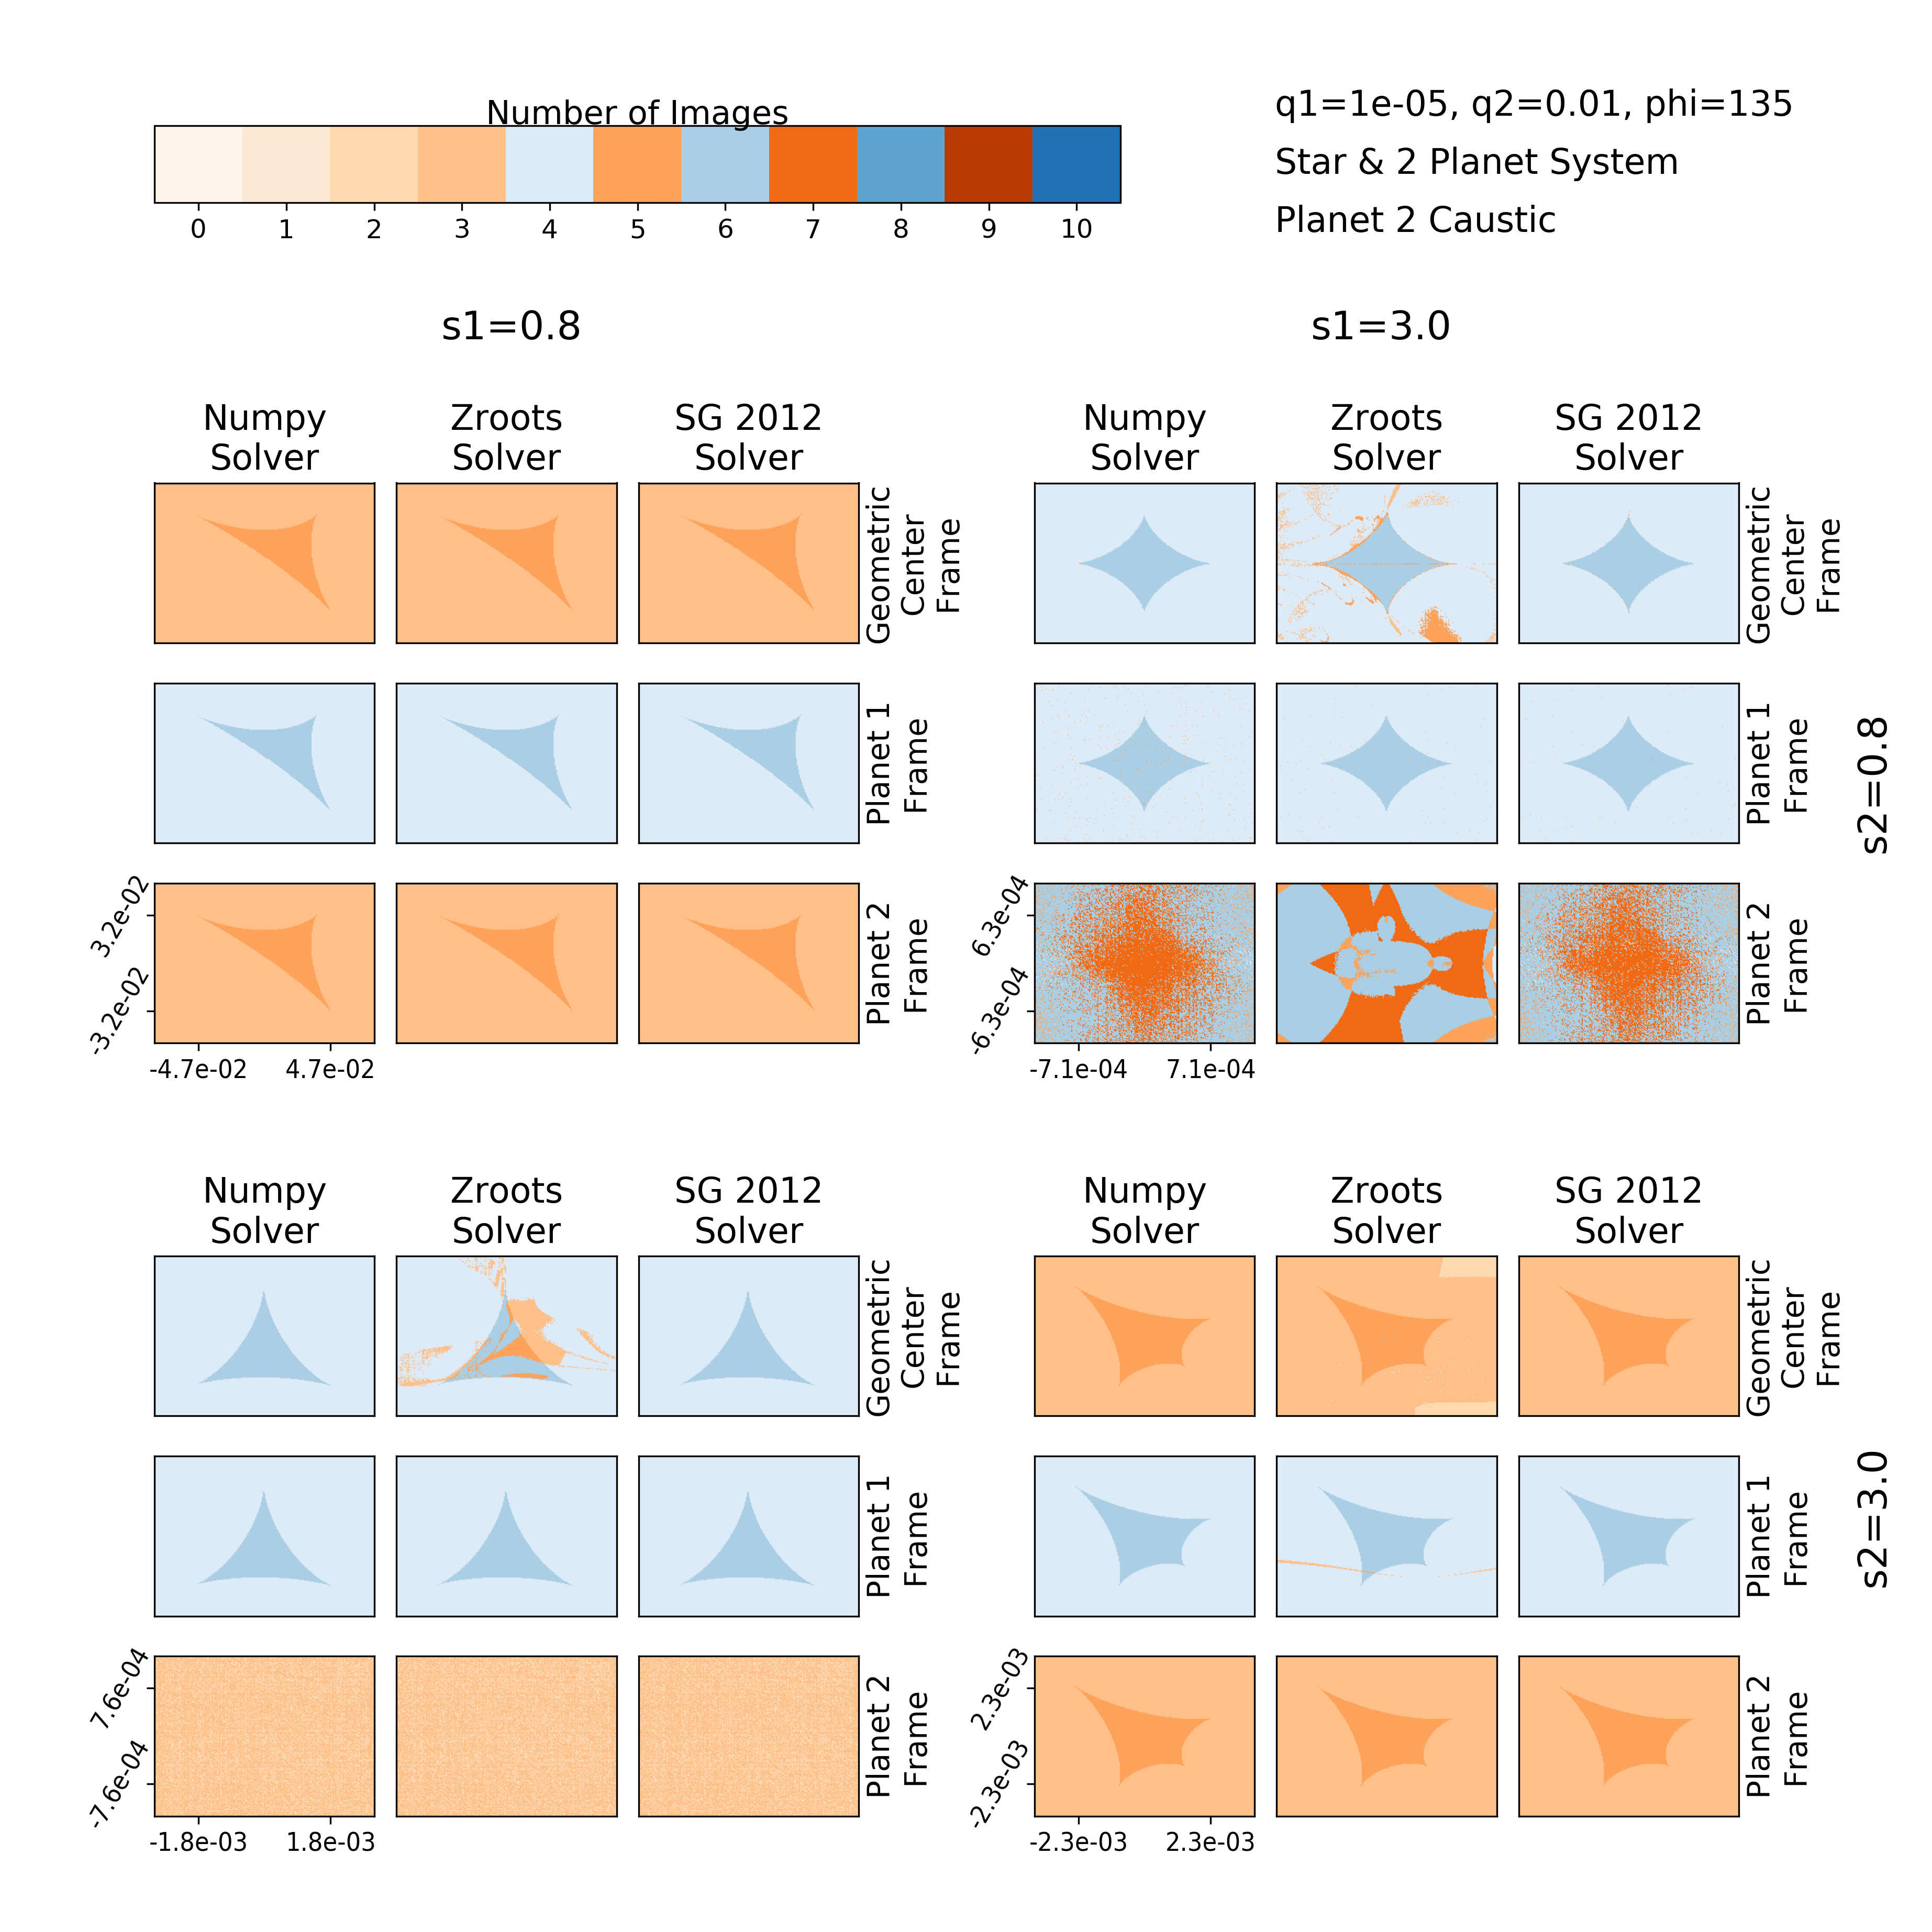 Number of Images
0 1 2 3 4 5 6 7 8 9 10
q1=1e-05, q2=0.01, phi=135
Star & 2 Planet System
Planet 2 Caustic
s1=0.8
s1=3.0
Numpy
Solver
Zroots
Solver
SG 2012
Solver
Geometric
Center
Frame
Planet 1
Frame
3.2e-02
-3.2e-02
Planet 2
Frame
-4.7e-02 4.7e-02
Numpy
Solver
Zroots
Solver
SG 2012
Solver
Geometric
Center
Frame
Planet 1
Frame
6.3e-04
-6.3e-04
Planet 2
Frame
-7.1e-04 7.1e-04
s2=0.8
Numpy
Solver
Zroots
Solver
SG 2012
Solver
Geometric
Center
Frame
Planet 1
Frame
7.6e-04
-7.6e-04
Planet 2
Frame
-1.8e-03 1.8e-03
Numpy
Solver
Zroots
Solver
SG 2012
Solver
Geometric
Center
Frame
Planet 1
Frame
2.3e-03
-2.3e-03
Planet 2
Frame
-2.3e-03 2.3e-03
s2=3.0